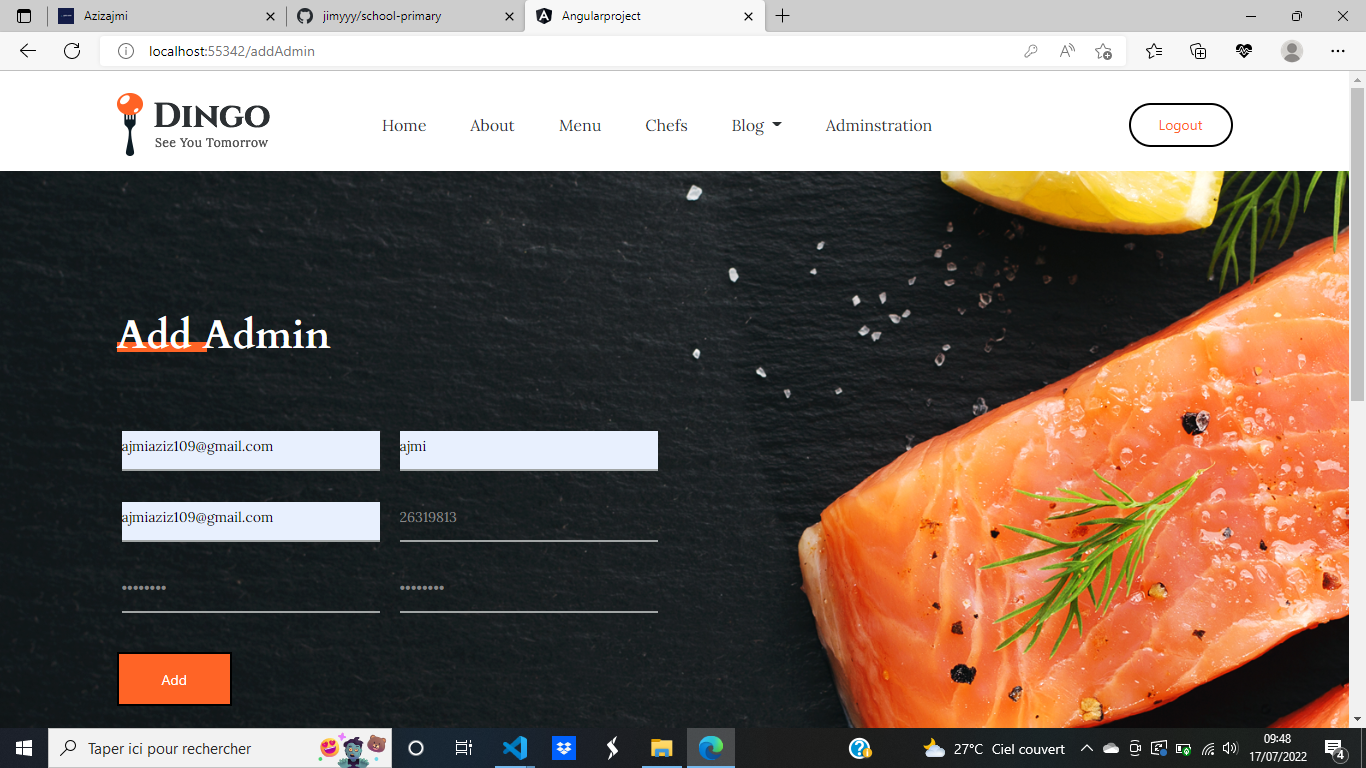 Azizajmi
jimyyy/school-primary
Angularproject
localhost:55342/addAdmin
DINGO
See You Tomorrow
Home About Menu Chefs Blog Adminstration
Logout
Add Admin
ajmiaziz109@gmail.com ajmi
ajmiaziz109@gmail.com 26319813
•••••••• ••••••••
Add
Taper ici pour rechercher
27°C Ciel couvert
09:48
17/07/2022
4